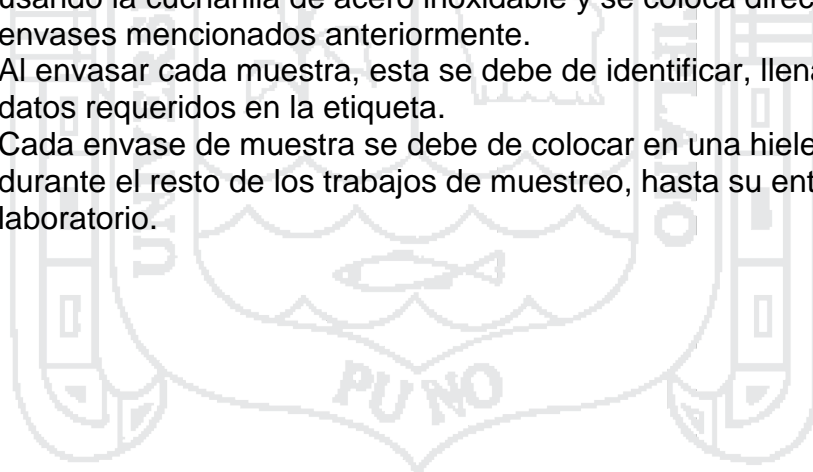 usando la cuchanilla de acero inoxidable y se coloca direc
envases mencionados anteriormente.
Al envasar cada muestra, esta se debe de identificar, llena
datos requeridos en la etiqueta.
Cada envase de muestra se debe de colocar en una hiele
durante el resto de los trabajos de muestreo, hasta su ent
laboratorio.
PUNO